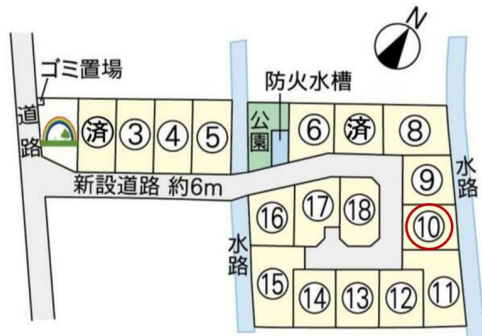 N
ゴミ置場
防火水槽
道路
済
③
④
⑤
公園
⑥
済
⑧
新設道路 約6m
⑨
水路
⑩
⑯
⑰
⑱
水路
⑮
⑭
⑬
⑫
⑪